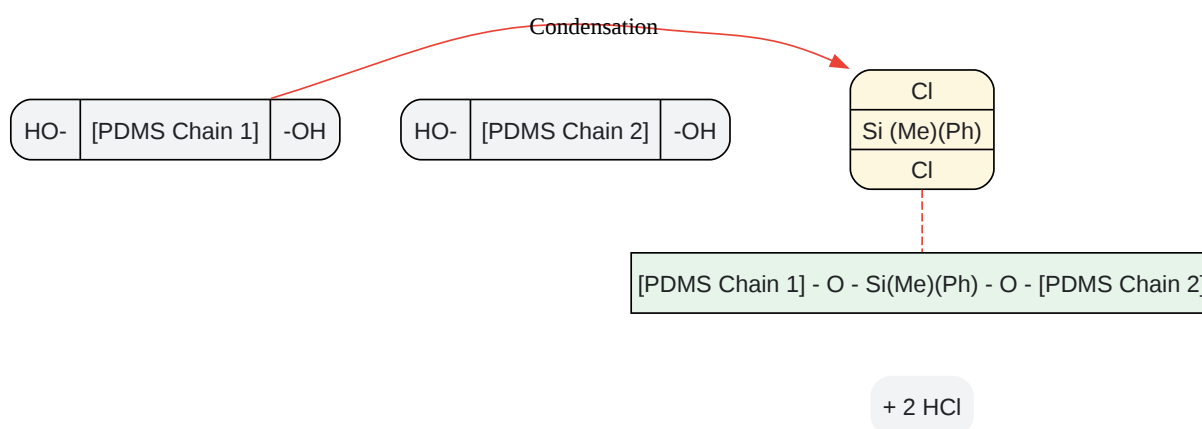 Condensation
HO- [PDMS Chain 1] -OH
HO- [PDMS Chain 2] -OH
Cl
Si (Me)(Ph)
Cl
[PDMS Chain 1] - O - Si(Me)(Ph) - O - [PDMS Chain 2]
+ 2 HCl